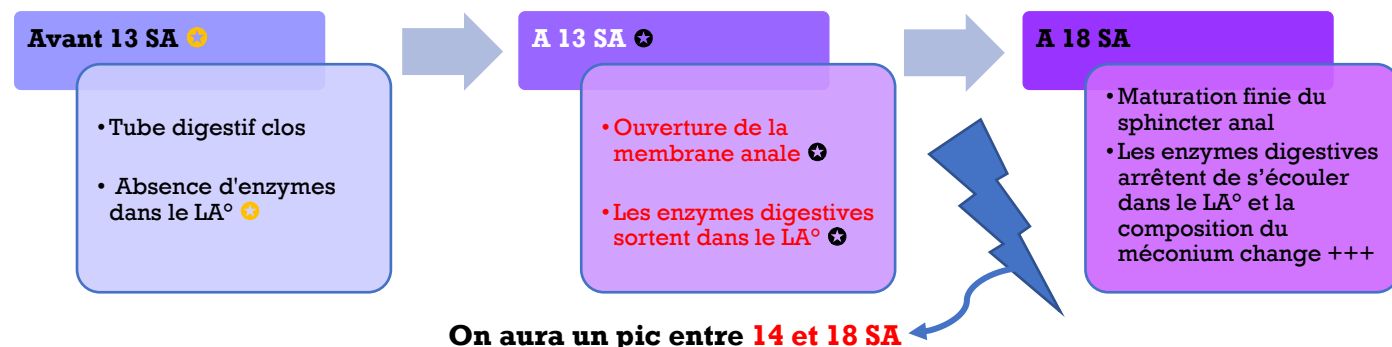 Avant 13 SA ✪
• Tube digestif clos
• Absence d'enzymes
dans le LA° ✪
A 13 SA ✪
• Ouverture de la
membrane anale ✪
• Les enzymes digestives
sortent dans le LA° ✪
A 18 SA
• Maturation finie du
sphincter anal
• Les enzymes digestives
arrêtent de s’écouler
dans le LA° et la
composition du
méconium change +++
On aura un pic entre 14 et 18 SA